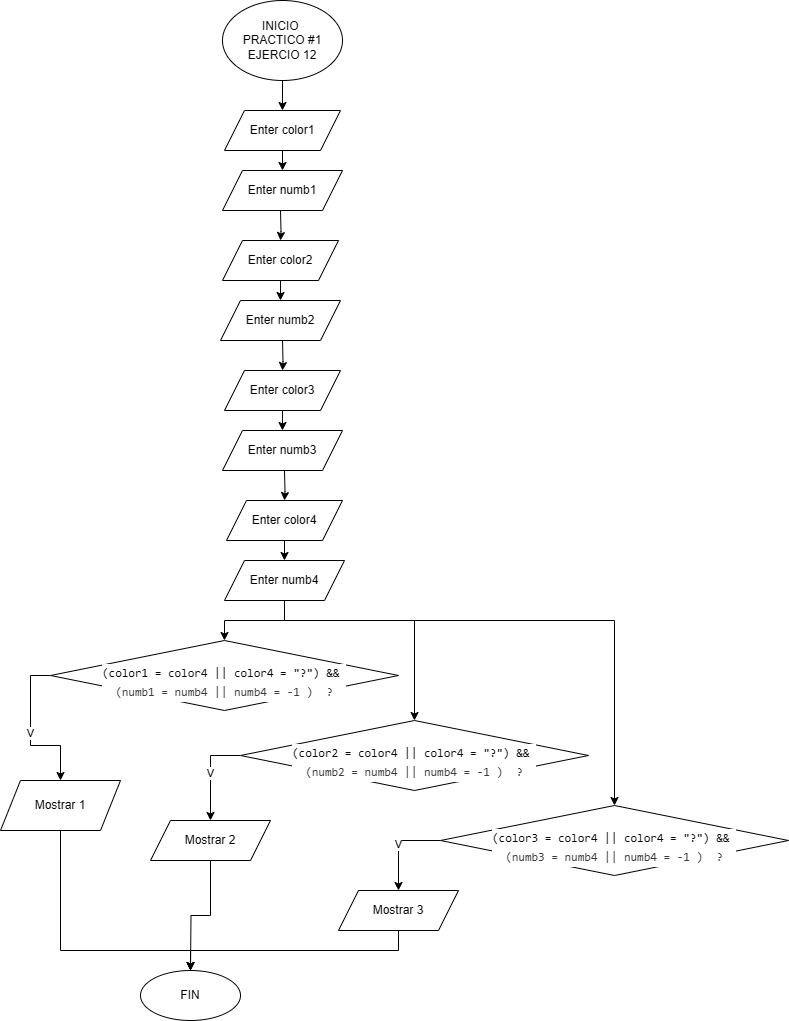 INICIO
PRACTICO #1
EJERCIO 12
Enter color1
Enter numb1
Enter color2
Enter numb2
Enter color3
Enter numb3
Enter color4
Enter numb4
(color1 = color4 || color4 = "?") &&
(numb1 = numb4 || numb4 = -1 ) ?
V
Mostrar 1
(color2 = color4 || color4 = "?") &&
(numb2 = numb4 || numb4 = -1 ) ?
V
Mostrar 2
(color3 = color4 || color4 = "?") &&
(numb3 = numb4 || numb4 = -1 ) ?
V
Mostrar 3
FIN